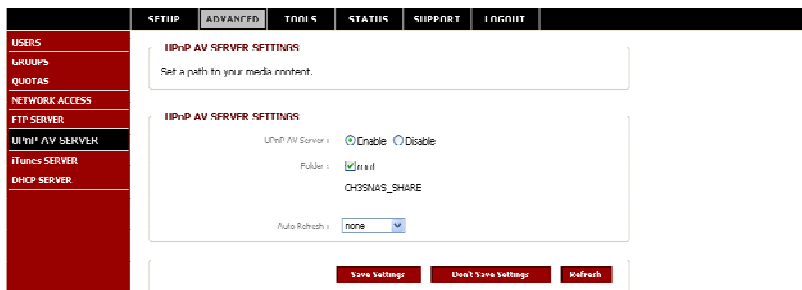 SETUP ADVANCED TOOLS STATUS SUPPORT LOGOUT
USERS
GROUPS
QUOTAS
NETWORK ACCESS
FTP SERVER
UPnP AV SERVER
iTunes SERVER
DHCP SERVER
UPnP AV SERVER SETTINGS
Set a path to your media content.
UPnP AV SERVER SETTINGS
UPnP AV Server : Enable Disable
Folder : root
CH3SNAS_SHARE
Auto Refresh : none
Save Settings Don't Save Settings Refresh